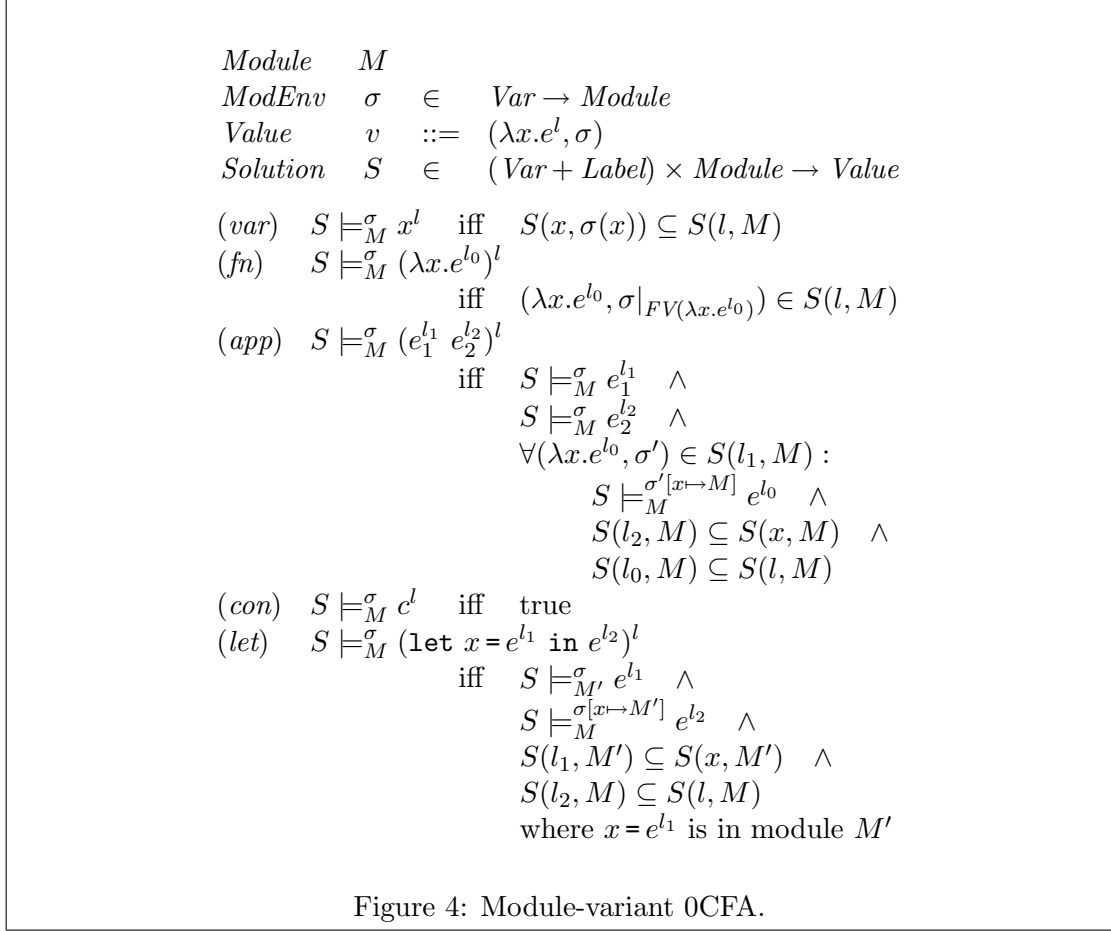 Module M
ModEnv σ ∈ Var → Module
Value v ::= (λx.e^l, σ)
Solution S ∈ (Var + Label) × Module → Value
(var) S ⊨^σ_M x^l iff S(x, σ(x)) ⊆ S(l, M)
(fn) S ⊨^σ_M (λx.e^{l_0})^l
iff (λx.e^{l_0}, σ|_{FV(λx.e^{l_0})}) ∈ S(l, M)
(app) S ⊨^σ_M (e_1^{l_1} e_2^{l_2})^l
iff S ⊨^σ_M e_1^{l_1} ∧
S ⊨^σ_M e_2^{l_2} ∧
∀(λx.e^{l_0}, σ′) ∈ S(l_1, M) :
S ⊨^{σ′[x↦M]}_M e^{l_0} ∧
S(l_2, M) ⊆ S(x, M) ∧
S(l_0, M) ⊆ S(l, M)
(con) S ⊨^σ_M c^l iff true
(let) S ⊨^σ_M (let x = e^{l_1} in e^{l_2})^l
iff S ⊨^σ_{M′} e^{l_1} ∧
S ⊨^{σ[x↦M′]}_M e^{l_2} ∧
S(l_1, M′) ⊆ S(x, M′) ∧
S(l_2, M) ⊆ S(l, M)
where x = e^{l_1} is in module M′
Figure 4: Module-variant 0CFA.